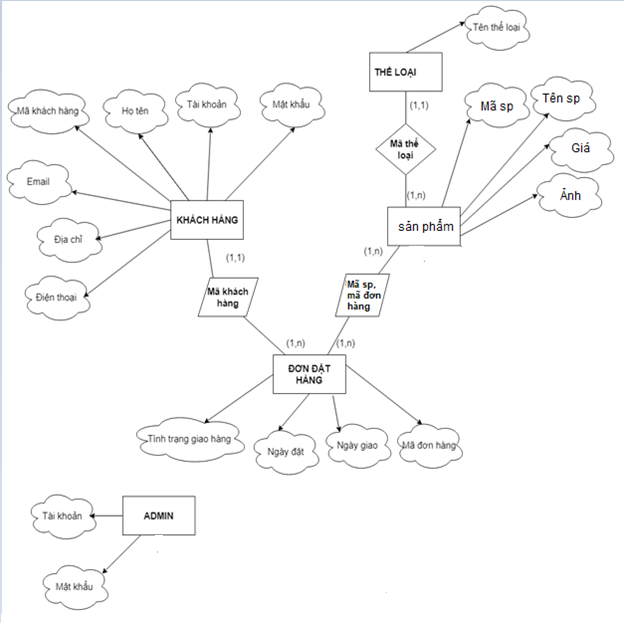 Tên thể loại
THỂ LOẠI
Mã khách hàng
Họ tên
Tài khoản
Mật khẩu
(1,1)
Mã sp
Tên sp
Mã thể
loại
Giá
Email
(1,n)
Ảnh
KHÁCH HÀNG
sản phẩm
Địa chỉ
(1,1)
(1,n)
Điện thoại
Mã khách
hàng
Mã sp,
mã đơn
hàng
(1,n)
(1,n)
ĐƠN ĐẶT
HÀNG
Tình trạng giao hàng
Ngày đặt
Ngày giao
Mã đơn hàng
Tài khoản
ADMIN
Mật khẩu